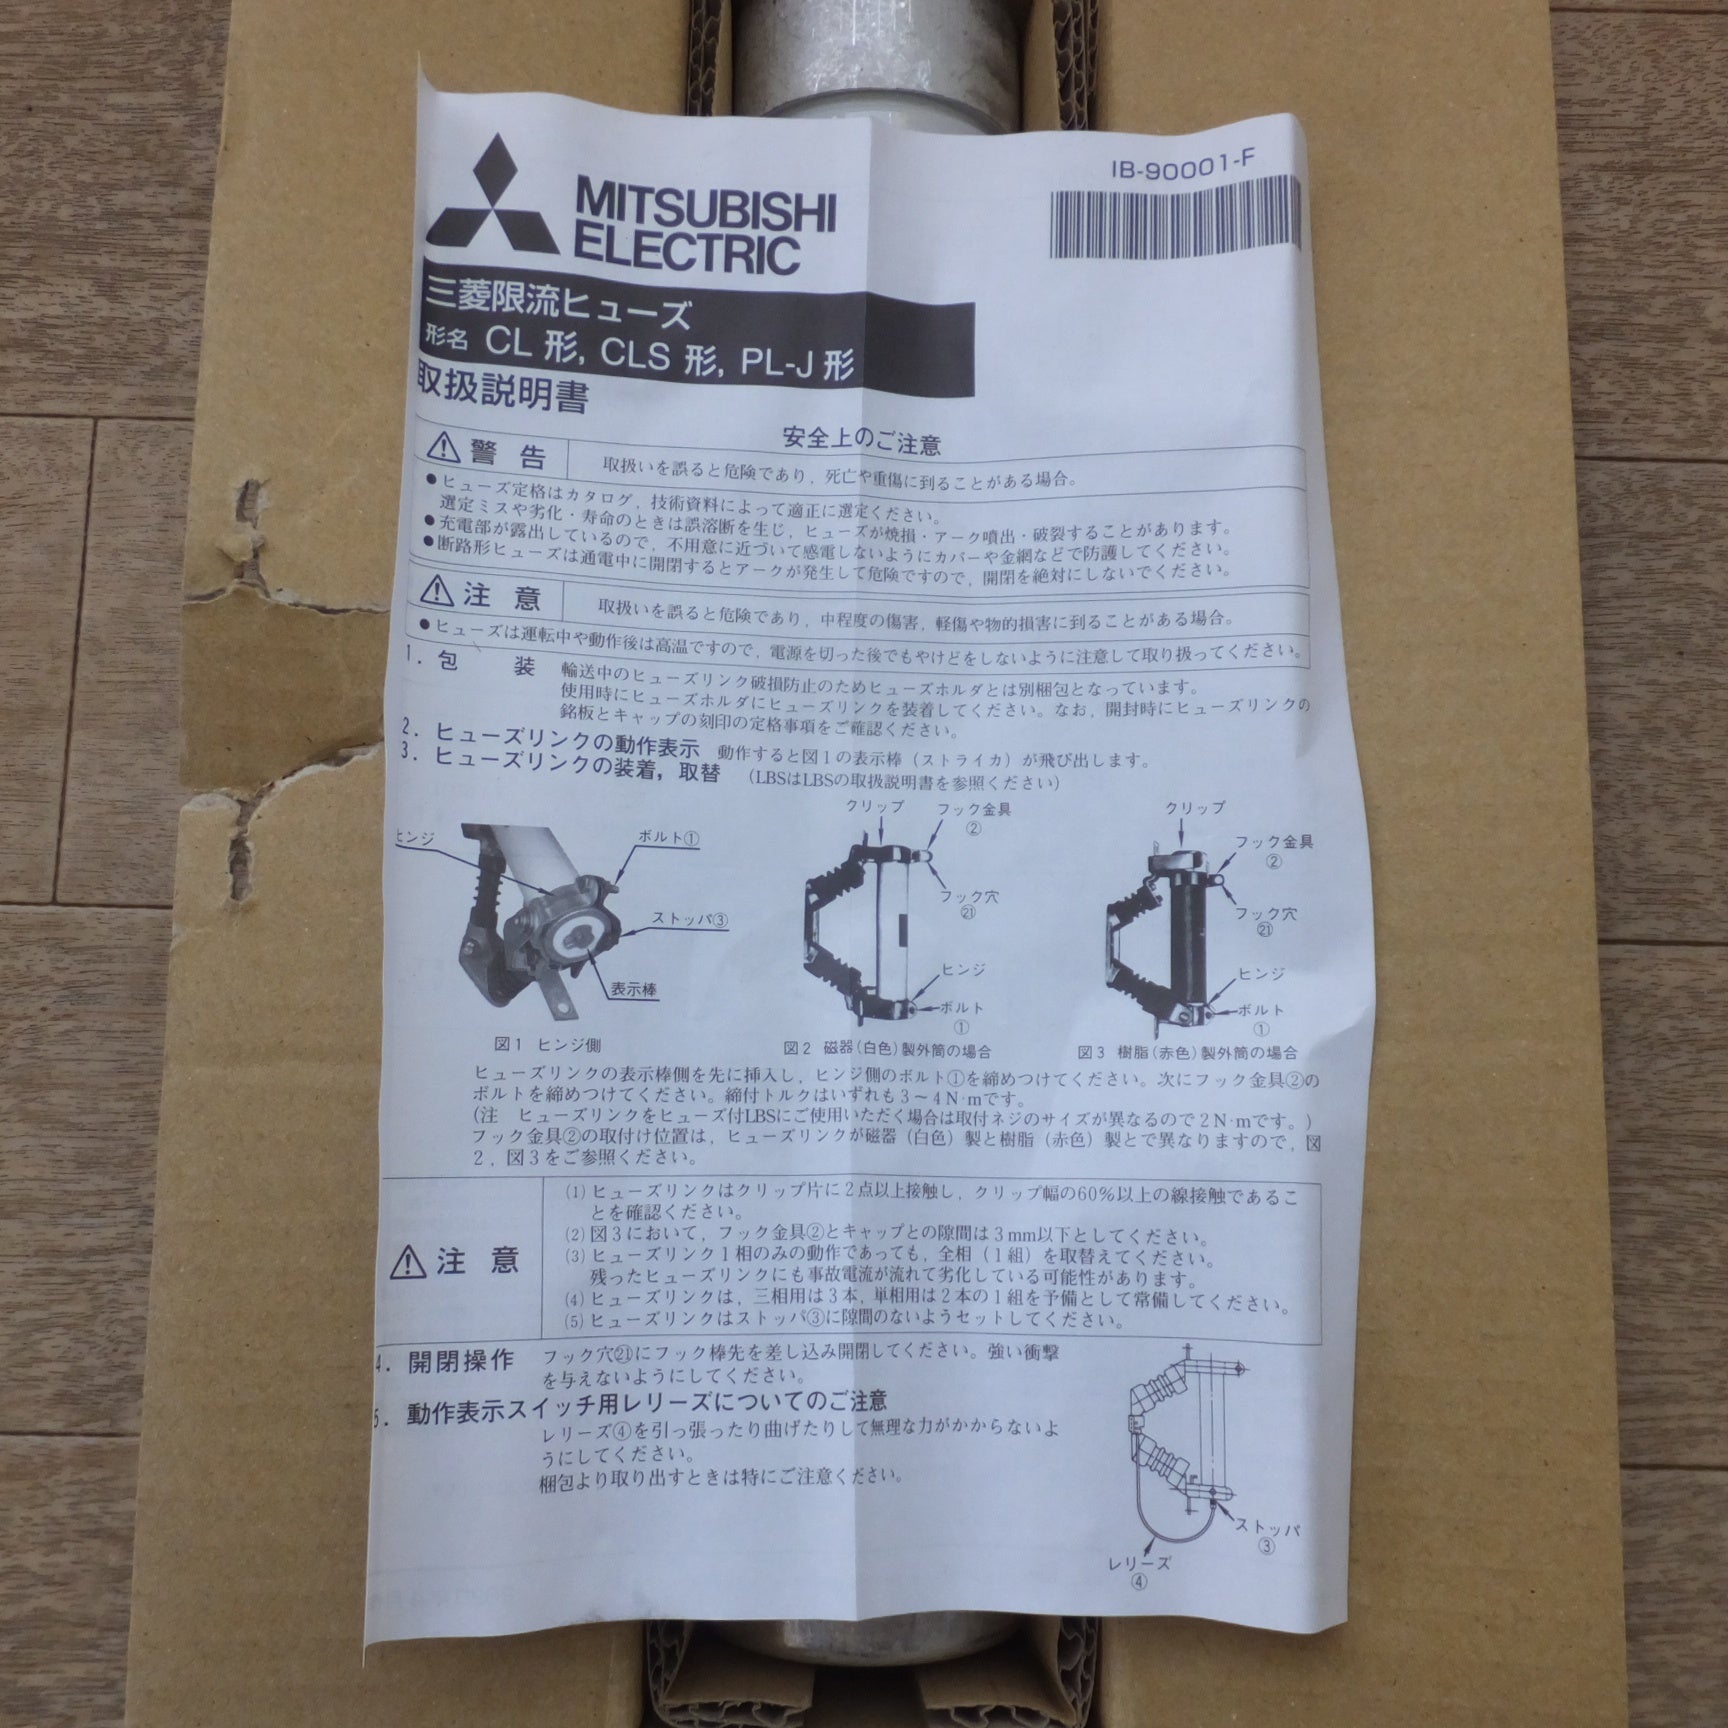 IB-90001-F
MITSUBISHI
ELECTRIC
三菱限流ヒューズ
形名 CL 形, CLS 形, PL-J 形
取扱説明書
安全上のご注意
⚠ 警 告 取扱いを誤ると危険であり，死亡や重傷に到ることがある場合。
●ヒューズ定格はカタログ，技術資料によって適正に選定ください。
選定ミスや劣化・寿命のときは誤溶断を生じ，ヒューズが焼損・アーク噴出・破裂することがあります。
●充電部が露出しているので，不用意に近づいて感電しないようにカバーや金網などで防護してください。
●断路形ヒューズは通電中に開閉するとアークが発生して危険ですので，開閉を絶対にしないでください。
⚠ 注 意 取扱いを誤ると危険であり，中程度の傷害，軽傷や物的損害に到ることがある場合。
●ヒューズは運転中や動作後は高温ですので，電源を切った後でもやけどをしないように注意して取り扱ってください。
1. 包 装 輸送中のヒューズリンク破損防止のためヒューズホルダとは別梱包となっています。
使用時にヒューズホルダにヒューズリンクを装着してください。なお，開封時にヒューズリンクの
銘板とキャップの刻印の定格事項をご確認ください。
2. ヒューズリンクの動作表示 動作すると図1の表示棒（ストライカ）が飛び出します。
3. ヒューズリンクの装着，取替 （LBSはLBSの取扱説明書を参照ください）
ヒンジ
ボルト①
ストッパ③
表示棒
図1 ヒンジ側
クリップ
フック金具
②
フック穴
㉑
ヒンジ
ボルト
①
図2 磁器（白色）製外筒の場合
クリップ
フック金具
②
フック穴
㉑
ヒンジ
ボルト
①
図3 樹脂（赤色）製外筒の場合
ヒューズリンクの表示棒側を先に挿入し，ヒンジ側のボルト①を締めつけてください。次にフック金具②の
ボルトを締めつけてください。締付トルクはいずれも3～4N·mです。
（注 ヒューズリンクをヒューズ付LBSにご使用いただく場合は取付ネジのサイズが異なるので2N·mです。）
フック金具②の取付け位置は，ヒューズリンクが磁器（白色）製と樹脂（赤色）製とで異なりますので，図
2，図3をご参照ください。
⚠ 注 意
(1) ヒューズリンクはクリップ片に2点以上接触し，クリップ幅の60%以上の線接触であるこ
とを確認ください。
(2) 図3において，フック金具②とキャップとの隙間は3mm以下としてください。
(3) ヒューズリンク1相のみの動作であっても，全相（1組）を取替えてください。
残ったヒューズリンクにも事故電流が流れて劣化している可能性があります。
(4) ヒューズリンクは，三相用は3本，単相用は2本の1組を予備として常備してください。
(5) ヒューズリンクはストッパ③に隙間のないようセットしてください。
4. 開閉操作 フック穴㉑にフック棒先を差し込み開閉してください。強い衝撃
を与えないようにしてください。
5. 動作表示スイッチ用レリーズについてのご注意
レリーズ④を引っ張ったり曲げたりして無理な力がかからないよ
うにしてください。
梱包より取り出すときは特にご注意ください。
ストッパ
③
レリーズ
④